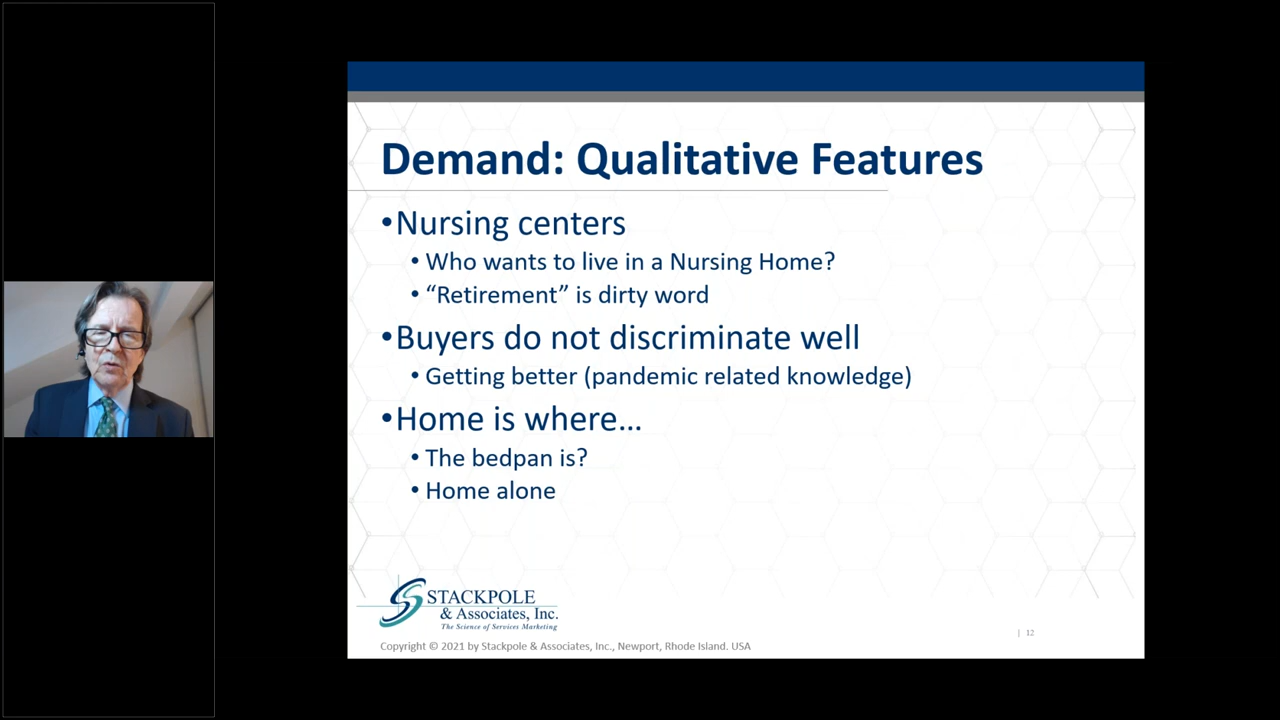 Demand: Qualitative Features
•Nursing centers
• Who wants to live in a Nursing Home?
• “Retirement” is dirty word
•Buyers do not discriminate well
• Getting better (pandemic related knowledge)
•Home is where…
• The bedpan is?
• Home alone
STACKPOLE
& Associates, Inc.
The Science of Services Marketing
| 12
Copyright © 2021 by Stackpole & Associates, Inc., Newport, Rhode Island. USA